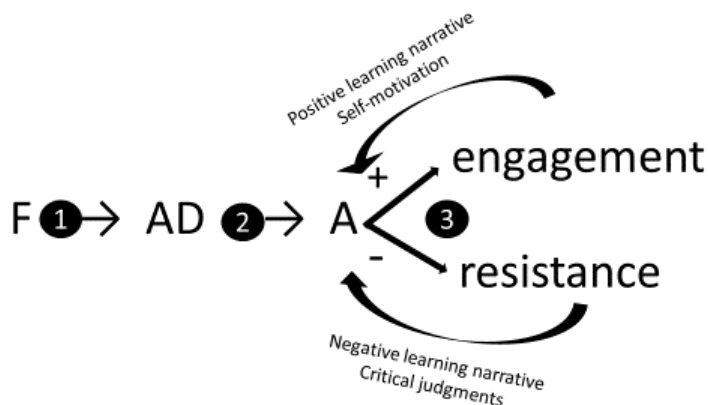 Positive learning narrative
Self-motivation
+
engagement
F 1 AD 2 A 3
-
resistance
Negative learning narrative
Critical judgments